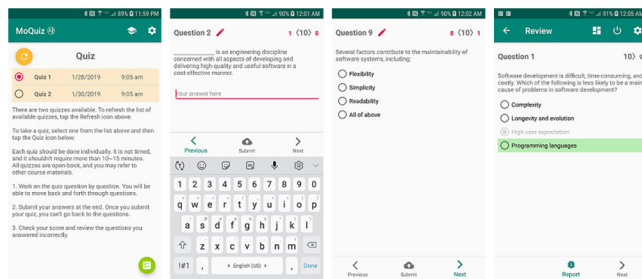 89% 11:59 PM
MoQuiz
Quiz
Quiz 1 1/28/2019 9:05 am
Quiz 2 1/30/2019 9:05 am
There are two quizzes available. To refresh the list of
available quizzes, tap the Refresh icon above.
To take a quiz, select one from the list above and then
tap the Quiz icon below.
Each quiz should be done individually. It is not timed,
and it shouldn't require more than 10–15 minutes.
All quizzes are open-book, and you may refer to
other course materials.
1. Work on the quiz question by question. You will be
able to move back and forth through questions.
2. Submit your answers at the end. Once you submit
your quiz, you can't go back to the questions.
3. Check your score and review the questions you
answered incorrectly.
90% 12:01 AM
Question 2 1 (10) 8
is an engineering discipline
concerned with all aspects of developing and
delivering high-quality and useful software in a
cost-effective manner.
Your answer here
Previous Submit Next
1 2 3 4 5 6 7 8 9 0
q w e r t y u i o p
a s d f g h j k l
z x c v b n m
!#1 , English (US) . Done
90% 12:02 AM
Question 9 8 (10) 1
Several factors contribute to the maintainability of
software systems, including:
Flexibility
Simplicity
Readability
All of above
Previous Submit Next
91% 12:05 AM
Review
Question 1 10) 9
Software development is difficult, time-consuming, and
costly. Which of the following is less likely to be a main
cause of problems in software development?
Complexity
Longevity and evolution
High user expectation
Programming languages
Report Next